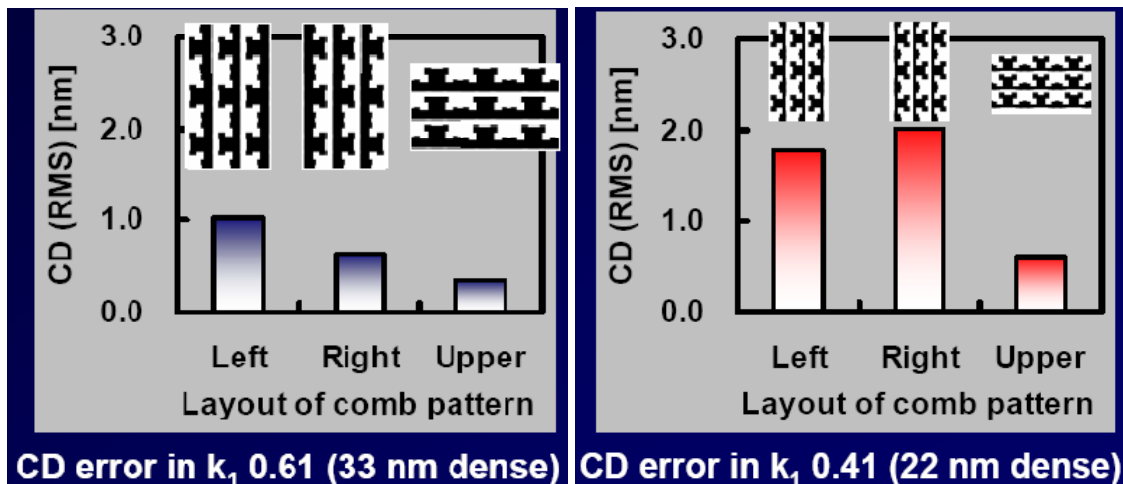 3.0
2.0
1.0
0.0
CD (RMS) [nm]
Left Right Upper
Layout of comb pattern
CD error in k1 0.61 (33 nm dense)
3.0
2.0
1.0
0.0
CD (RMS) [nm]
Left Right Upper
Layout of comb pattern
CD error in k1 0.41 (22 nm dense)